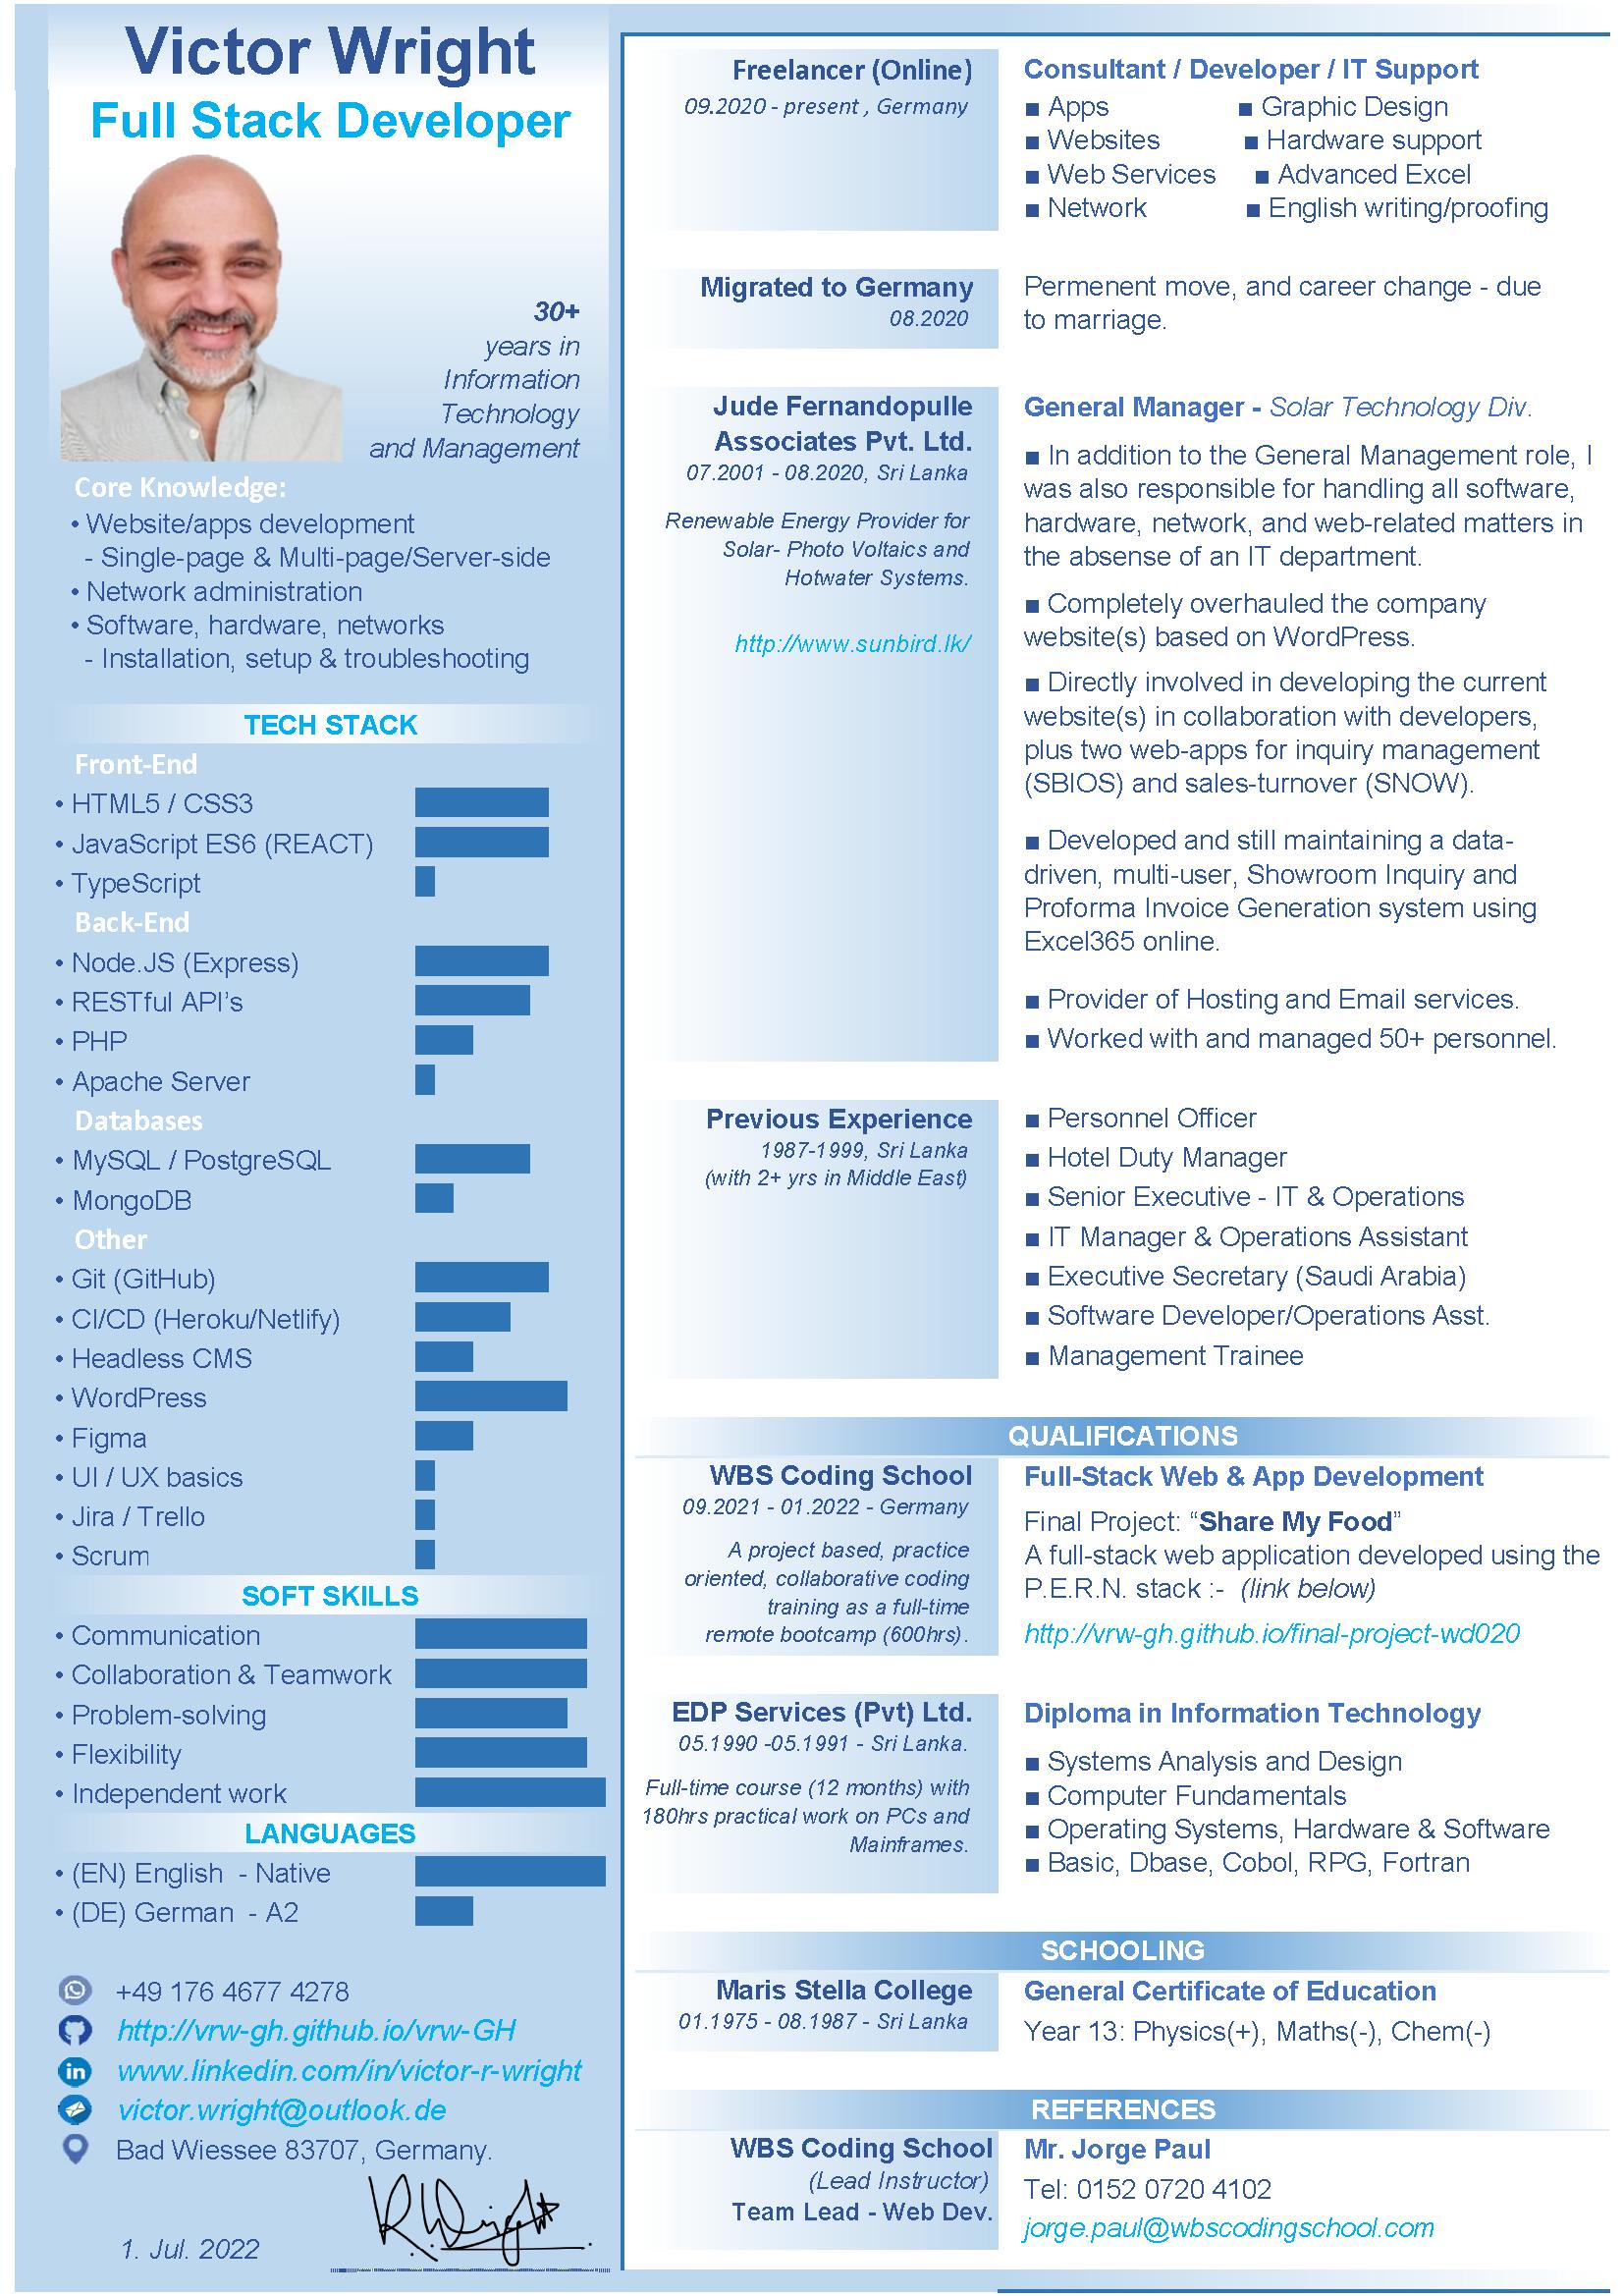 Victor Wright
Full Stack Developer
30+
years in
Information
Technology
and Management
Core Knowledge:
• Website/apps development
- Single-page & Multi-page/Server-side
• Network administration
• Software, hardware, networks
- Installation, setup & troubleshooting
TECH STACK
Front-End
• HTML5 / CSS3
• JavaScript ES6 (REACT)
• TypeScript
Back-End
• Node.JS (Express)
• RESTful API's
• PHP
• Apache Server
Databases
• MySQL / PostgreSQL
• MongoDB
Other
• Git (GitHub)
• CI/CD (Heroku/Netlify)
• Headless CMS
• WordPress
• Figma
• UI / UX basics
• Jira / Trello
• Scrum
SOFT SKILLS
• Communication
• Collaboration & Teamwork
• Problem-solving
• Flexibility
• Independent work
LANGUAGES
• (EN) English - Native
• (DE) German - A2
+49 176 4677 4278
http://vrw-gh.github.io/vrw-GH
in www.linkedin.com/in/victor-r-wright
victor.wright@outlook.de
Bad Wiessee 83707, Germany.
R. Wright
1. Jul. 2022
Freelancer (Online)
09.2020 - present , Germany
Consultant / Developer / IT Support
■ Apps ■ Graphic Design
■ Websites ■ Hardware support
■ Web Services ■ Advanced Excel
■ Network ■ English writing/proofing
Migrated to Germany
08.2020
Permenent move, and career change - due
to marriage.
Jude Fernandopulle
Associates Pvt. Ltd.
07.2001 - 08.2020, Sri Lanka
Renewable Energy Provider for
Solar- Photo Voltaics and
Hotwater Systems.
http://www.sunbird.lk/
General Manager - Solar Technology Div.
■ In addition to the General Management role, I
was also responsible for handling all software,
hardware, network, and web-related matters in
the absense of an IT department.
■ Completely overhauled the company
website(s) based on WordPress.
■ Directly involved in developing the current
website(s) in collaboration with developers,
plus two web-apps for inquiry management
(SBIOS) and sales-turnover (SNOW).
■ Developed and still maintaining a data-
driven, multi-user, Showroom Inquiry and
Proforma Invoice Generation system using
Excel365 online.
■ Provider of Hosting and Email services.
■ Worked with and managed 50+ personnel.
Previous Experience
1987-1999, Sri Lanka
(with 2+ yrs in Middle East)
■ Personnel Officer
■ Hotel Duty Manager
■ Senior Executive - IT & Operations
■ IT Manager & Operations Assistant
■ Executive Secretary (Saudi Arabia)
■ Software Developer/Operations Asst.
■ Management Trainee
QUALIFICATIONS
WBS Coding School
09.2021 - 01.2022 - Germany
A project based, practice
oriented, collaborative coding
training as a full-time
remote bootcamp (600hrs).
Full-Stack Web & App Development
Final Project: “Share My Food”
A full-stack web application developed using the
P.E.R.N. stack :- (link below)
http://vrw-gh.github.io/final-project-wd020
EDP Services (Pvt) Ltd.
05.1990 -05.1991 - Sri Lanka.
Full-time course (12 months) with
180hrs practical work on PCs and
Mainframes.
Diploma in Information Technology
■ Systems Analysis and Design
■ Computer Fundamentals
■ Operating Systems, Hardware & Software
■ Basic, Dbase, Cobol, RPG, Fortran
SCHOOLING
Maris Stella College
01.1975 - 08.1987 - Sri Lanka
General Certificate of Education
Year 13: Physics(+), Maths(-), Chem(-)
REFERENCES
WBS Coding School
(Lead Instructor)
Team Lead - Web Dev.
Mr. Jorge Paul
Tel: 0152 0720 4102
jorge.paul@wbscodingschool.com